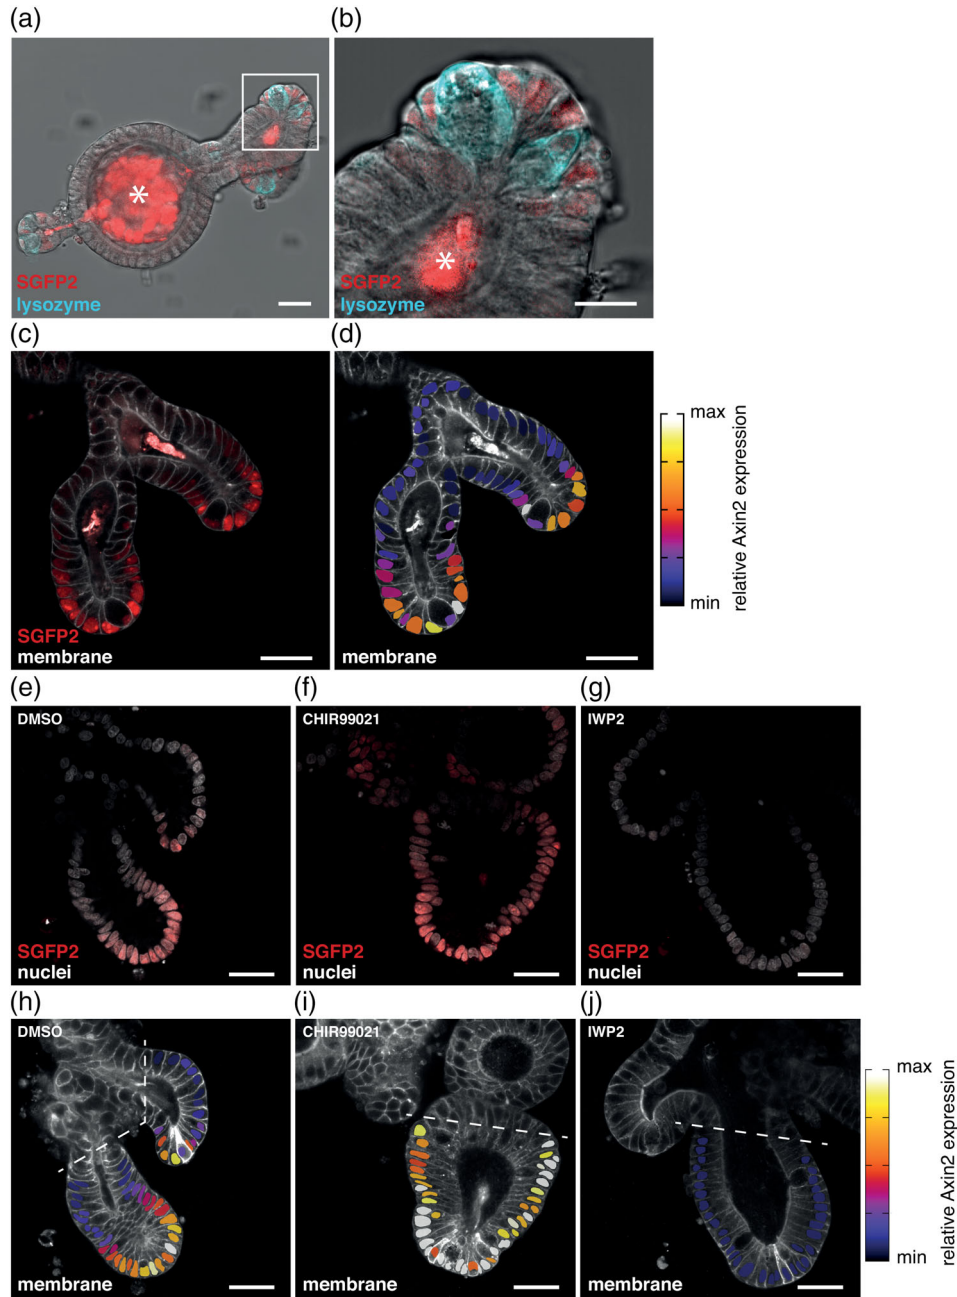 (a)
(b)
*
SGFP2
lysozyme
*
SGFP2
lysozyme
(c)
(d)
SGFP2
membrane
membrane
max
min
relative Axin2 expression
(e)
(f)
(g)
DMSO
CHIR99021
IWP2
SGFP2
nuclei
SGFP2
nuclei
SGFP2
nuclei
(h)
(i)
(j)
DMSO
CHIR99021
IWP2
membrane
membrane
membrane
max
min
relative Axin2 expression